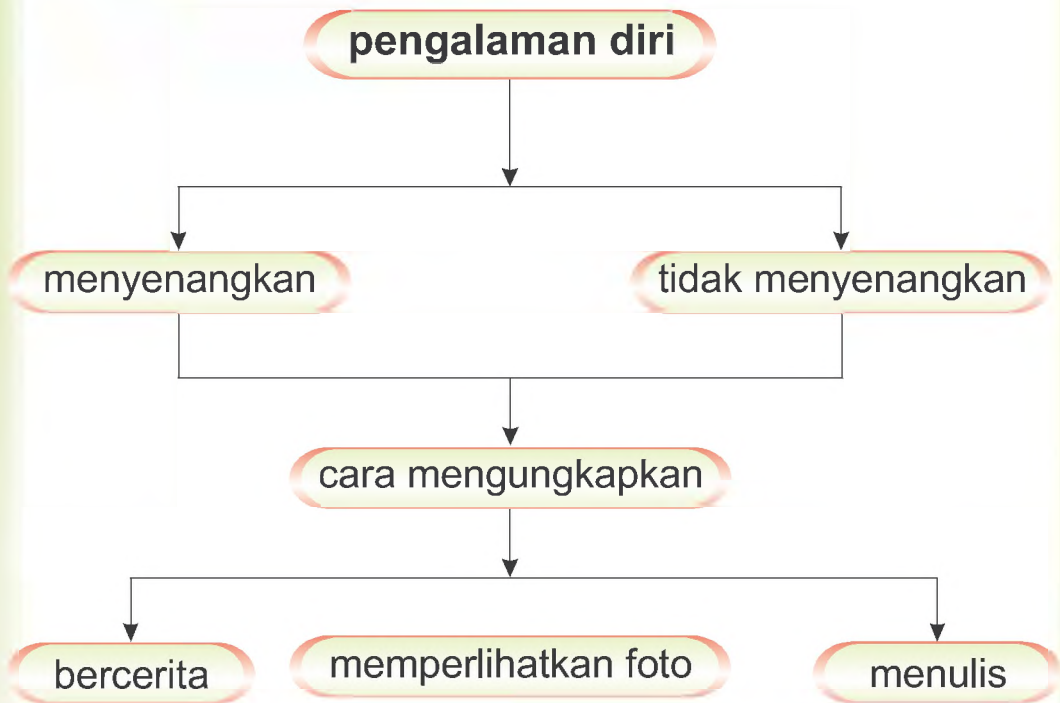 pengalaman diri
menyenangkan
tidak menyenangkan
cara mengungkapkan
bercerita
memperlihatkan foto
menulis